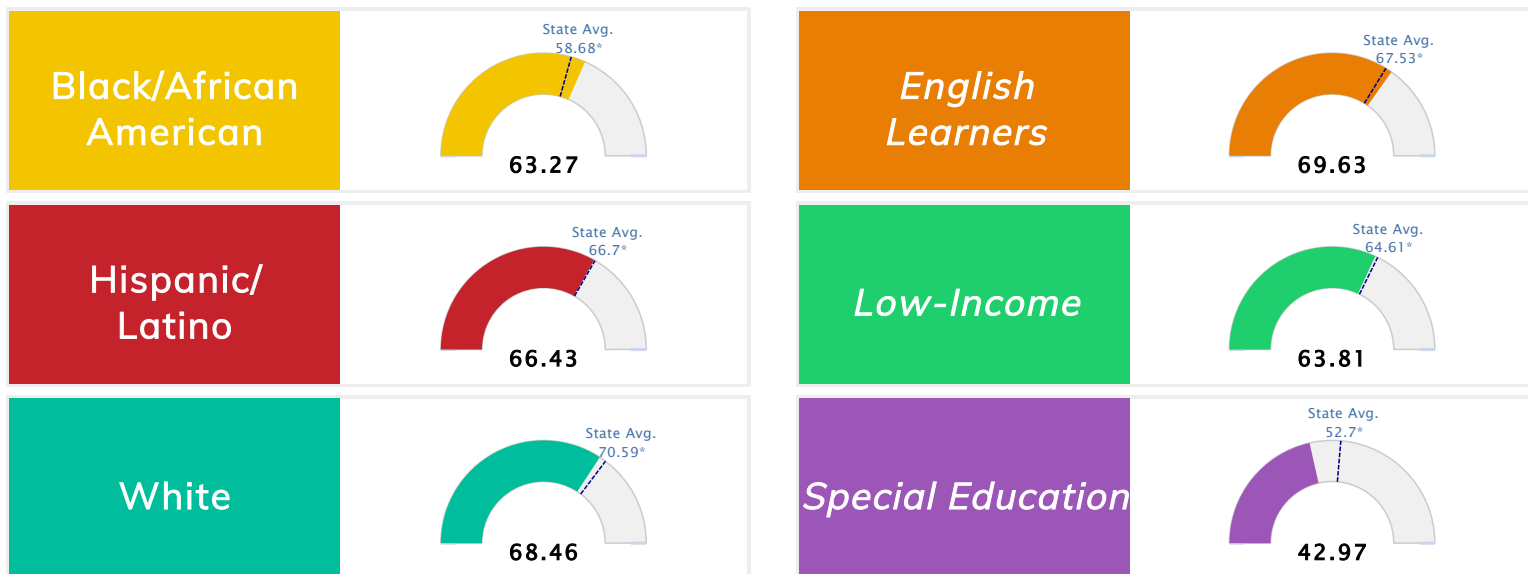 Black/African
American
State Avg.
58.68*
63.27
English
Learners
State Avg.
67.53*
69.63
Hispanic/
Latino
State Avg.
66.7*
66.43
Low-Income
State Avg.
64.61*
63.81
White
State Avg.
70.59*
68.46
Special Education
State Avg.
52.7*
42.97